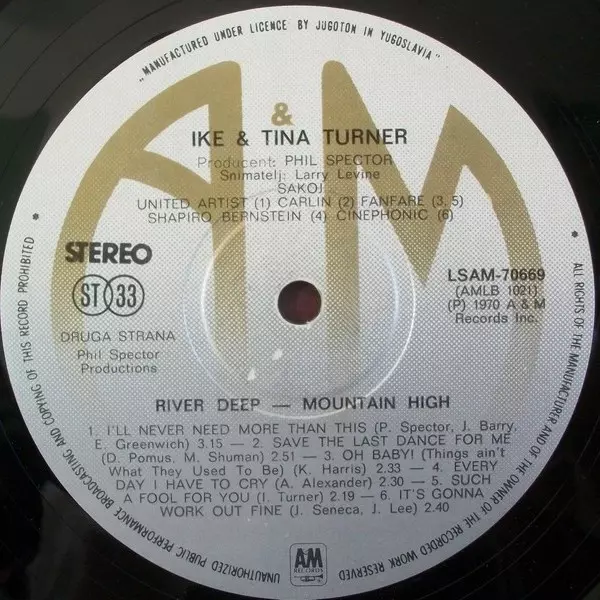 "MANUFACTURED UNDER LICENCE BY JUGOTON IN YUGOSLAVIA"
A&M
IKE & TINA TURNER
Producent: PHIL SPECTOR
Snimatelj: Larry Levine
SAKOJ
UNITED ARTIST (1) CARLIN (2) FANFARE (3, 5)
SHAPIRO BERNSTEIN (4) CINEPHONIC (6)
STEREO
ST 33
DRUGA STRANA
Phil Spector
Productions
LSAM-70669
(AMLB 1021)
(P) 1970 A & M
Records Inc.
RIVER DEEP — MOUNTAIN HIGH
1. I'LL NEVER NEED MORE THAN THIS (P. Spector, J. Barry,
E. Greenwich) 3.15 — 2. SAVE THE LAST DANCE FOR ME
(D. Pomus, M. Shuman) 2.51 — 3. OH BABY! (Things ain't
What They Used To Be) (K. Harris) 2.33 — 4. EVERY
DAY I HAVE TO CRY (A. Alexander) 2.30 — 5. SUCH
A FOOL FOR YOU (I. Turner) 2.19 — 6. IT'S GONNA
WORK OUT FINE (J. Seneca, J. Lee) 2.40
AM
RECORDS
* ALL RIGHTS OF THE MANUFACTURER AND OF THE OWNER OF THE RECORDED WORK RESERVED
UNAUTHORIZED PUBLIC PERFORMANCE BROADCASTING AND COPYING OF THIS RECORD PROHIBITED *